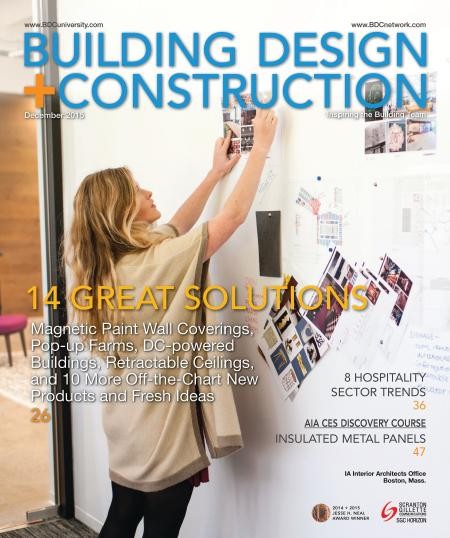 www.BDCuniversity.com
www.BDCnetwork.com
BUILDING DESIGN
+CONSTRUCTION
December 2015
Inspiring the Building Team
14 GREAT SOLUTIONS
Magnetic Paint Wall Coverings,
Pop-up Farms, DC-powered
Buildings, Retractable Ceilings,
and 10 More Off-the-Chart New
Products and Fresh Ideas
26
8 HOSPITALITY
SECTOR TRENDS
36
AIA CES DISCOVERY COURSE
INSULATED METAL PANELS
47
IA Interior Architects Office
Boston, Mass.
2014 + 2015
JESSE H. NEAL
AWARD WINNER
SCRANTON
GILLETTE
COMMUNICATIONS
SGC HORIZON